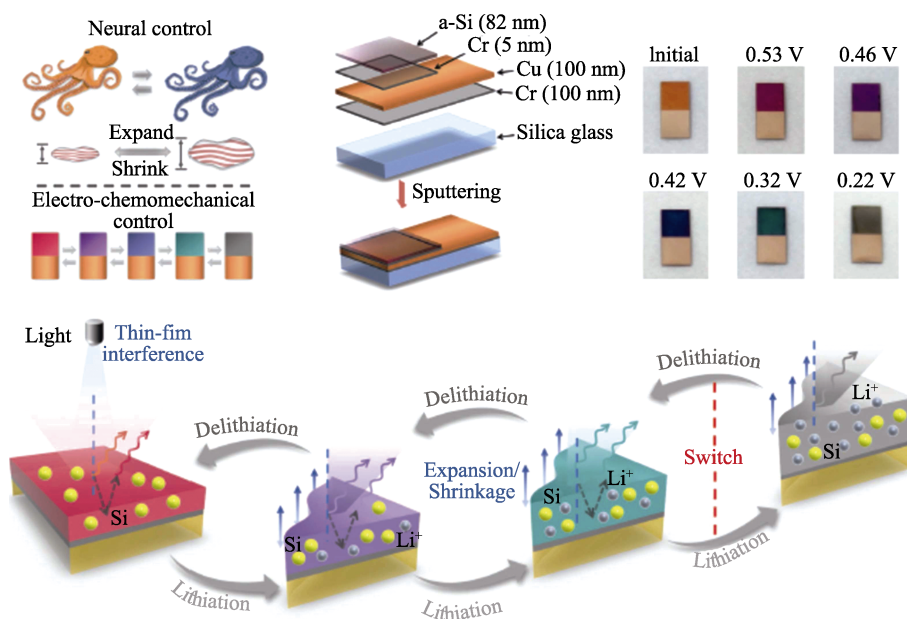 Neural control
Expand
Shrink
Electro-chemomechanical
control
a-Si (82 nm)
Cr (5 nm)
Cu (100 nm)
Cr (100 nm)
Silica glass
Sputtering
Initial
0.53 V
0.46 V
0.42 V
0.32 V
0.22 V
Light
Thin-fim
interference
Si
Delithiation
Lithiation
Si
Li+
Delithiation
Expansion/
Shrinkage
Lithiation
Si
Li+
Delithiation
Switch
Lithiation
Li+
Si